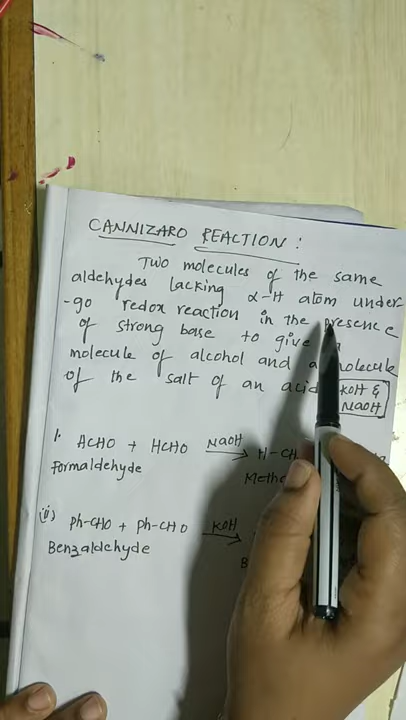 CANNIZARO REACTION :
TWO molecules of the same
aldehydes lacking α-H atom under
-go redox reaction in the presence
of strong base to give
molecule of alcohol and a molecule
of the salt of an acid KOH &
NaOH
1. ACHO + HCHO NaOH H-CH
Formaldehyde Metha
(ii) Ph-CHO + Ph-CHO KOH
Benzaldehyde B